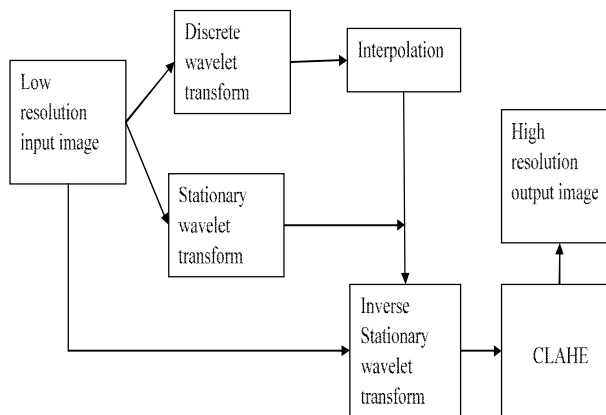 Discrete
wavelet
transform
Interpolation
Low
resolution
input image
High
resolution
output image
Stationary
wavelet
transform
Inverse
Stationary
wavelet
transform
CLAHE